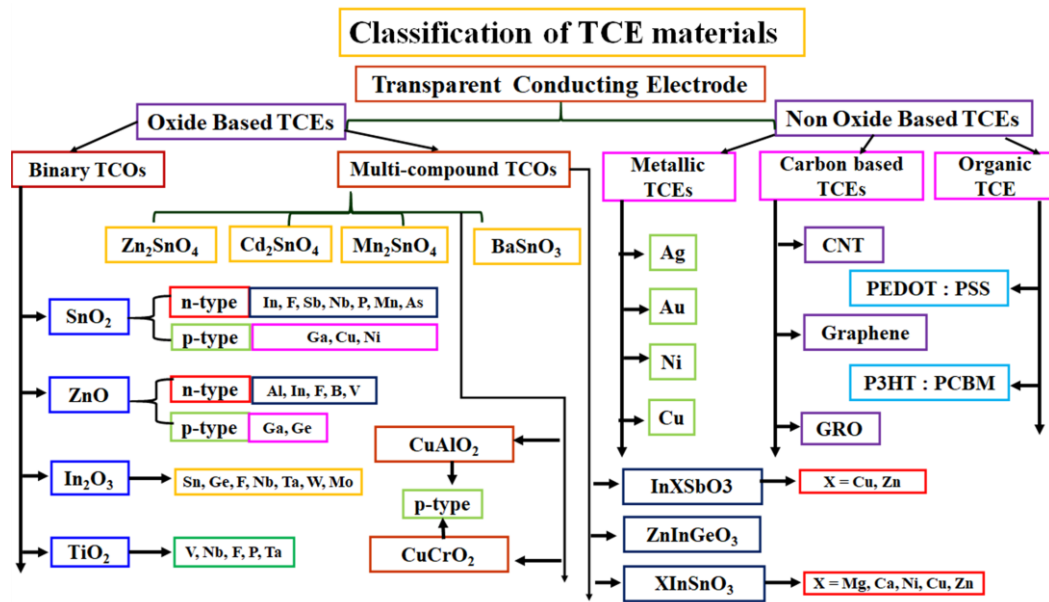 Classification of TCE materials
Transparent Conducting Electrode
Oxide Based TCEs
Non Oxide Based TCEs
Binary TCOs
Multi-compound TCOs
Metallic
TCEs
Carbon based
TCEs
Organic
TCE
Zn₂SnO₄
Cd₂SnO₄
Mn₂SnO₄
BaSnO₃
SnO₂
n-type
In, F, Sb, Nb, P, Mn, As
p-type
Ga, Cu, Ni
ZnO
n-type
Al, In, F, B, V
p-type
Ga, Ge
In₂O₃
Sn, Ge, F, Nb, Ta, W, Mo
TiO₂
V, Nb, F, P, Ta
CuAlO₂
p-type
CuCrO₂
InXSbO3
X = Cu, Zn
ZnInGeO₃
XInSnO₃
X = Mg, Ca, Ni, Cu, Zn
Ag
Au
Ni
Cu
CNT
Graphene
GRO
PEDOT : PSS
P3HT : PCBM